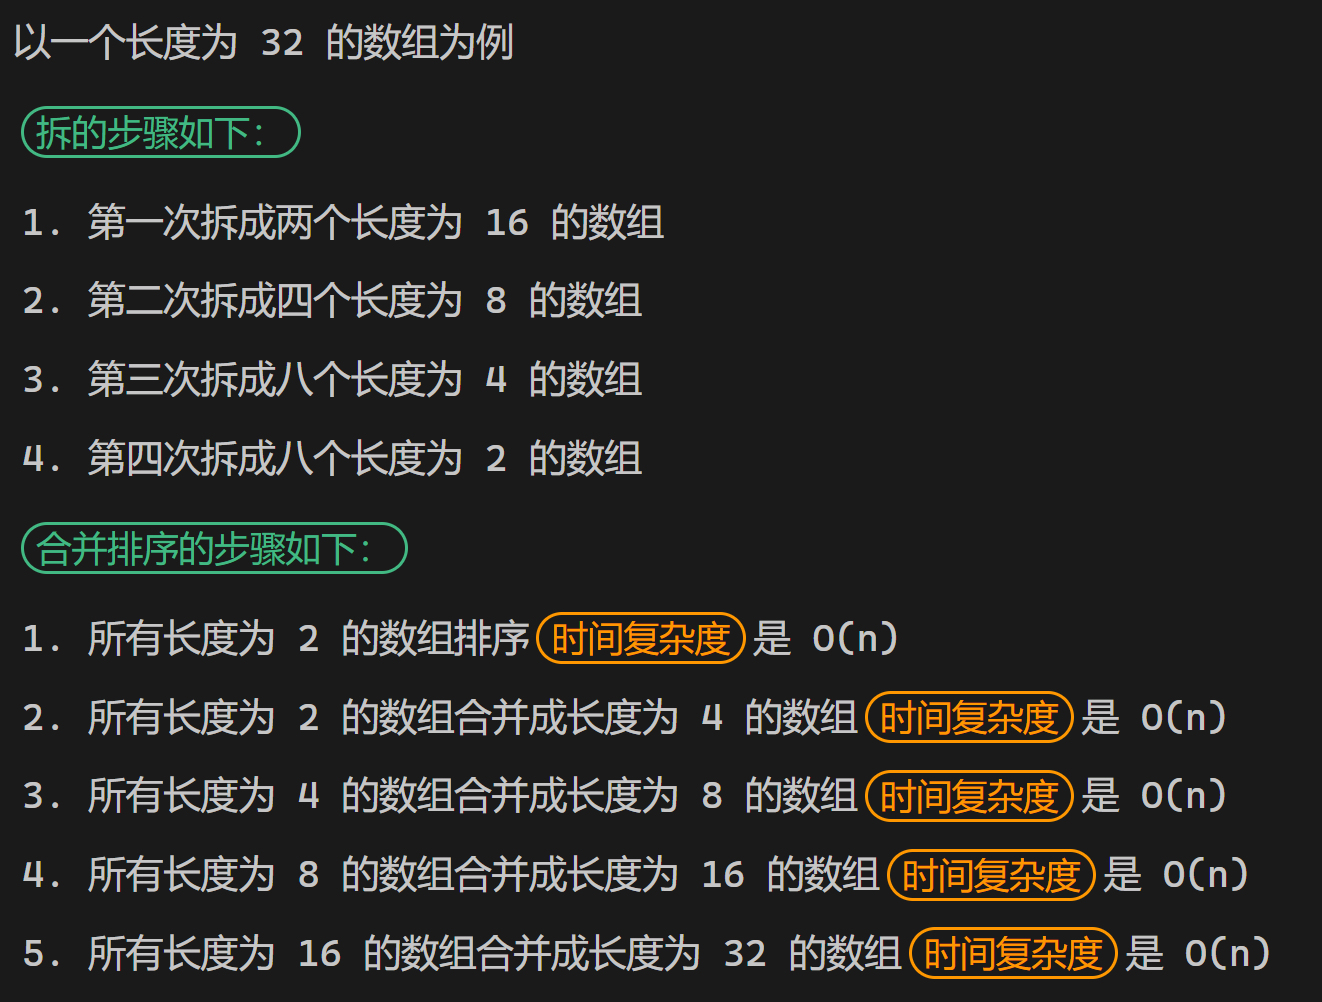 以一个长度为 32 的数组为例
拆的步骤如下：
1. 第一次拆成两个长度为 16 的数组
2. 第二次拆成四个长度为 8 的数组
3. 第三次拆成八个长度为 4 的数组
4. 第四次拆成八个长度为 2 的数组
合并排序的步骤如下：
1. 所有长度为 2 的数组排序时间复杂度是 O(n)
2. 所有长度为 2 的数组合并成长度为 4 的数组时间复杂度是 O(n)
3. 所有长度为 4 的数组合并成长度为 8 的数组时间复杂度是 O(n)
4. 所有长度为 8 的数组合并成长度为 16 的数组时间复杂度是 O(n)
5. 所有长度为 16 的数组合并成长度为 32 的数组时间复杂度是 O(n)